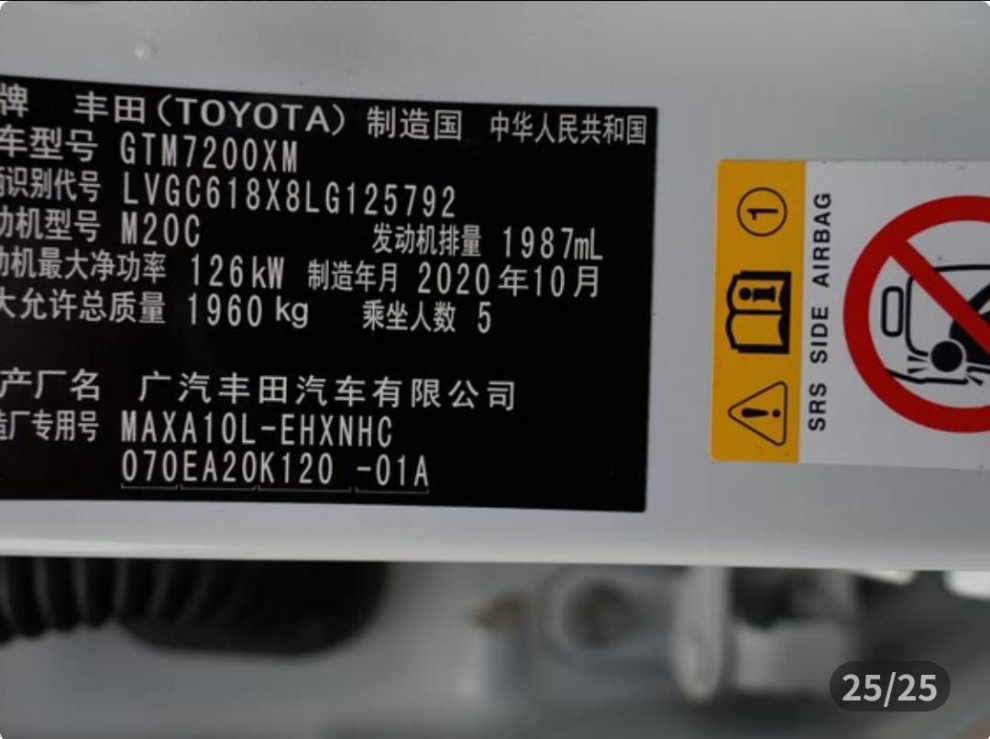 牌 丰田(TOYOTA) 制造国 中华人民共和国
车型号 GTM7200XM
识别代号 LVGC618X8LG125792
动机型号 M20C 发动机排量 1987mL
动机最大净功率 126kW 制造年月 2020年10月
大允许总质量 1960kg 乘坐人数 5
产厂名 广汽丰田汽车有限公司
造厂专用号 MAXA10L-EHXNHC
070EA20K120 -01A
1
SRS SIDE AIRBAG
25/25